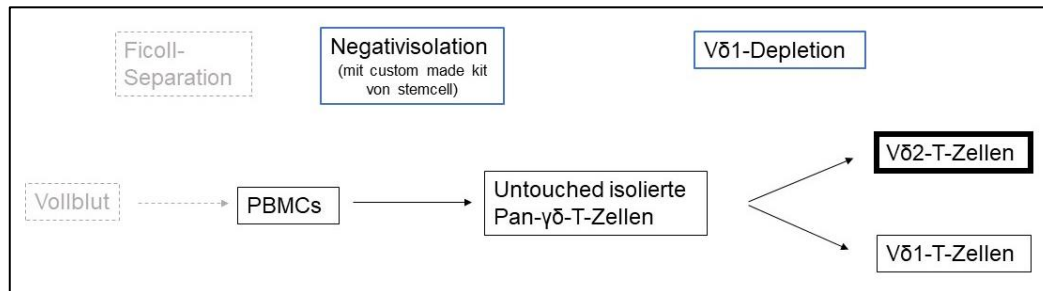 Ficoll-
Separation
Negativisolation
(mit custom made kit
von stemcell)
Vδ1-Depletion
Vollblut
PBMCs
Untouched isolierte
Pan-γδ-T-Zellen
Vδ2-T-Zellen
Vδ1-T-Zellen